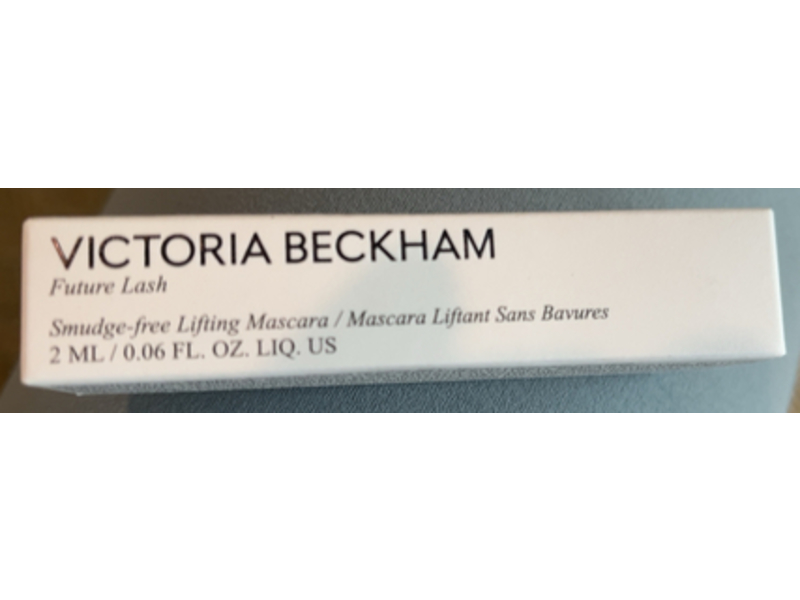 VICTORIA BECKHAM
Future Lash
Smudge-free Lifting Mascara / Mascara Liftant Sans Bavures
2 ML / 0.06 FL. OZ. LIQ. US